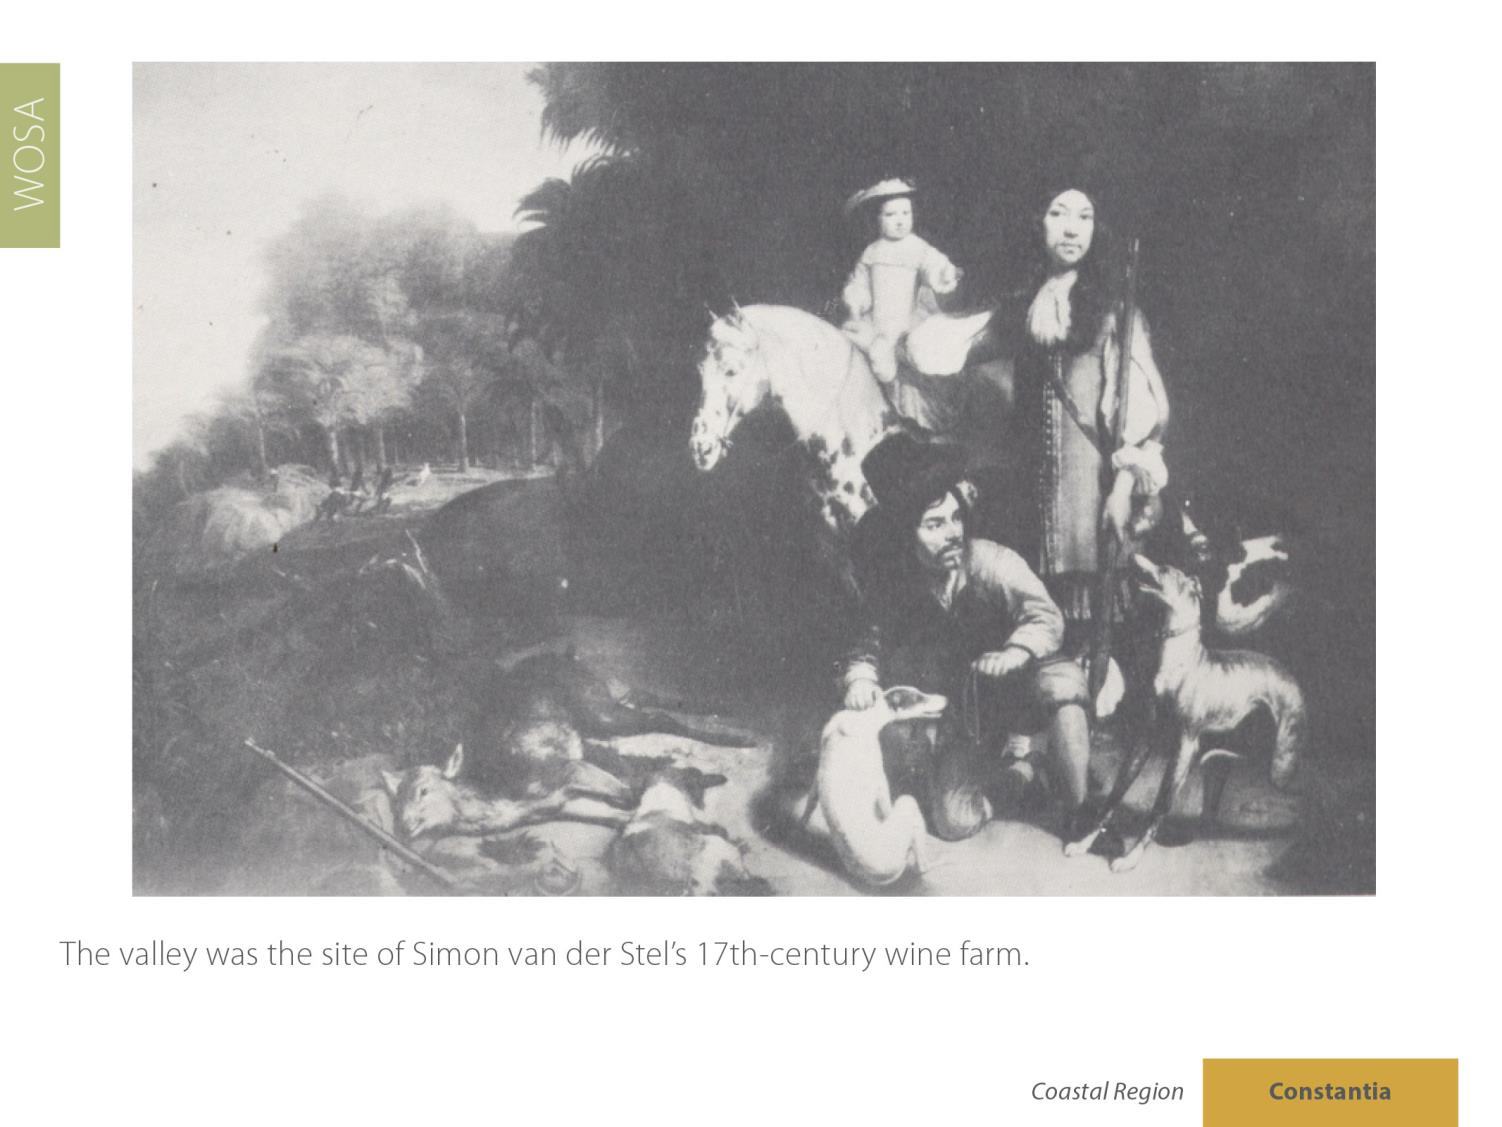 WOSA
The valley was the site of Simon van der Stel’s 17th-century wine farm.
Coastal Region
Constantia